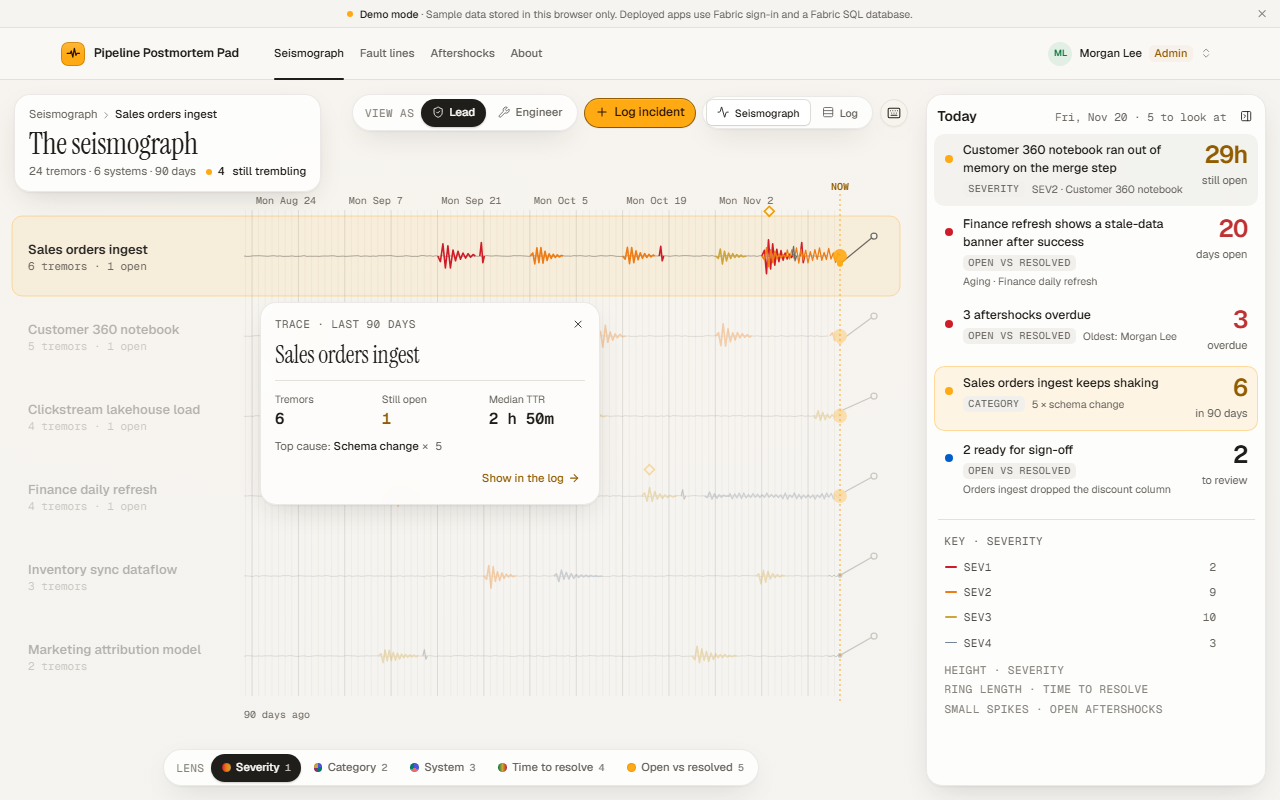 Demo mode · Sample data stored in this browser only. Deployed apps use Fabric sign-in and a Fabric SQL database.
Pipeline Postmortem Pad
Seismograph
Fault lines
Aftershocks
About
ML
Morgan Lee
Admin
Seismograph > Sales orders ingest
The seismograph
24 tremors · 6 systems · 90 days
4 still trembling
VIEW AS
Lead
Engineer
+ Log incident
Seismograph
Log
NOW
Mon Aug 24
Mon Sep 7
Mon Sep 21
Mon Oct 5
Mon Oct 19
Mon Nov 2
Sales orders ingest
6 tremors · 1 open
Customer 360 notebook
5 tremors · 1 open
Clickstream lakehouse load
4 tremors · 1 open
Finance daily refresh
4 tremors · 1 open
Inventory sync dataflow
3 tremors
Marketing attribution model
2 tremors
90 days ago
TRACE · LAST 90 DAYS
Sales orders ingest
Tremors
6
Still open
1
Median TTR
2 h 50m
Top cause: Schema change × 5
Show in the log →
LENS
Severity 1
Category 2
System 3
Time to resolve 4
Open vs resolved 5
Today
Fri, Nov 20 · 5 to look at
Customer 360 notebook ran out of
memory on the merge step
SEVERITY SEV2 · Customer 360 notebook
29h
still open
Finance refresh shows a stale-data
banner after success
OPEN VS RESOLVED
Aging · Finance daily refresh
20
days open
3 aftershocks overdue
OPEN VS RESOLVED Oldest: Morgan Lee
3
overdue
Sales orders ingest keeps shaking
CATEGORY 5 × schema change
6
in 90 days
2 ready for sign-off
OPEN VS RESOLVED
Orders ingest dropped the discount column
2
to review
KEY · SEVERITY
SEV1 2
SEV2 9
SEV3 10
SEV4 3
HEIGHT · SEVERITY
RING LENGTH · TIME TO RESOLVE
SMALL SPIKES · OPEN AFTERSHOCKS